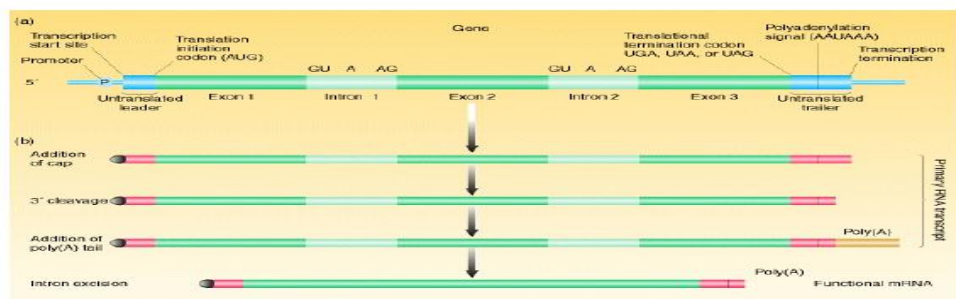 (a)
Gene
Transcription
start site
Promoter
Translation
initiation
codon (AUG)
Translational
termination codon
UGA, UAA, or UAG
Polyadenylation
signal (AAUAAA)
Transcription
termination
GU A AG
GU A AG
5´
P
Untranslated
leader
Exon 1
Intron 1
Exon 2
Intron 2
Exon 3
Untranslated
trailer
(b)
Addition
of cap
3´ cleavage
Addition of
poly(A) tail
Poly(A)
Primary RNA transcript
Intron excision
Poly(A)
Functional mRNA